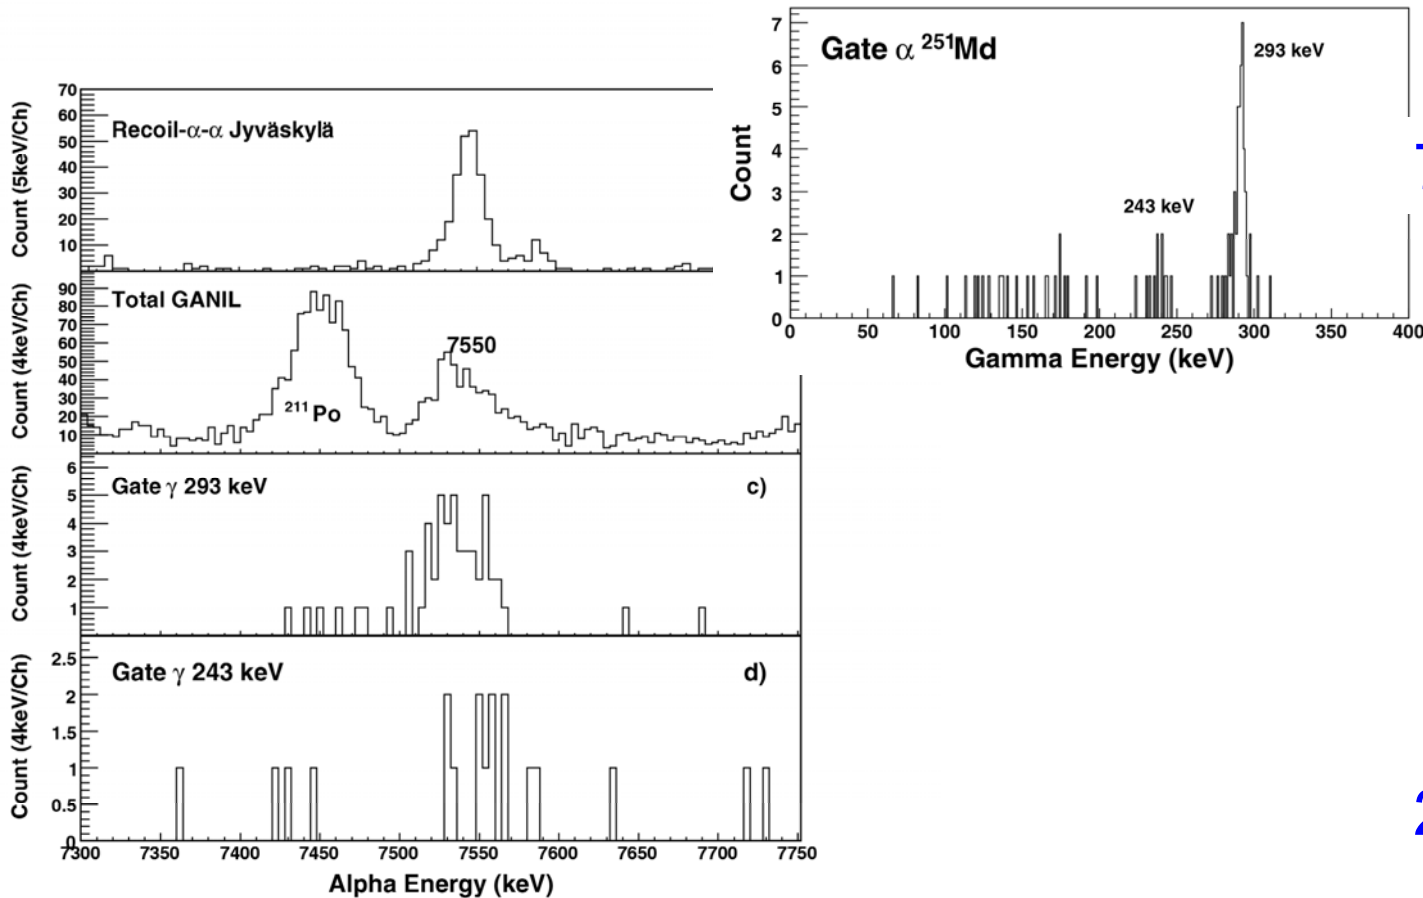 Recoil-α-α Jyväskylä
Count (5keV/Ch)
70
60
50
40
30
20
10
Total GANIL
7550
²¹¹Po
Count (4keV/Ch)
90
80
70
60
50
40
30
20
10
Gate γ 293 keV
c)
Count (4keV/Ch)
6
5
4
3
2
1
Gate γ 243 keV
d)
Count (4keV/Ch)
2.5
2
1.5
1
0.5
0
7300 7350 7400 7450 7500 7550 7600 7650 7700 7750
Alpha Energy (keV)
Gate α ²⁵¹Md
293 keV
243 keV
Count
7
6
5
4
3
2
1
0
0 50 100 150 200 250 300 350 400
Gamma Energy (keV)